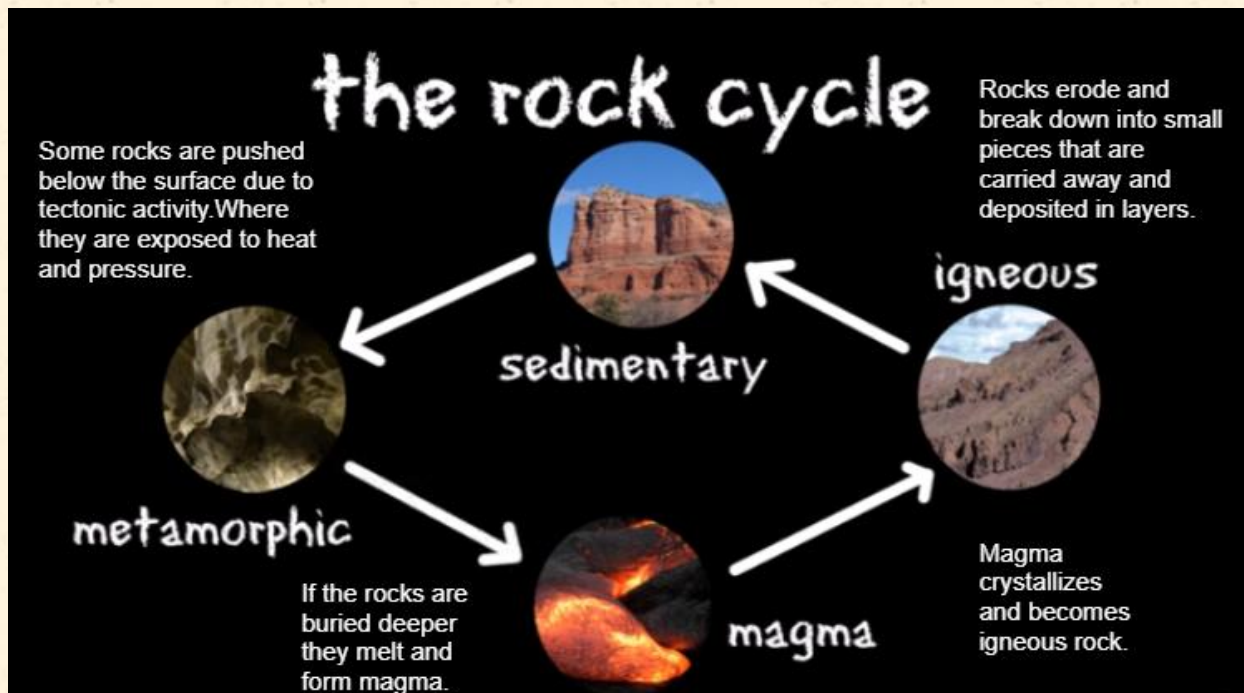 the rock cycle
Rocks erode and
break down into small
pieces that are
carried away and
deposited in layers.
Some rocks are pushed
below the surface due to
tectonic activity.Where
they are exposed to heat
and pressure.
igneous
sedimentary
metamorphic
If the rocks are
buried deeper
they melt and
form magma.
magma
Magma
crystallizes
and becomes
igneous rock.